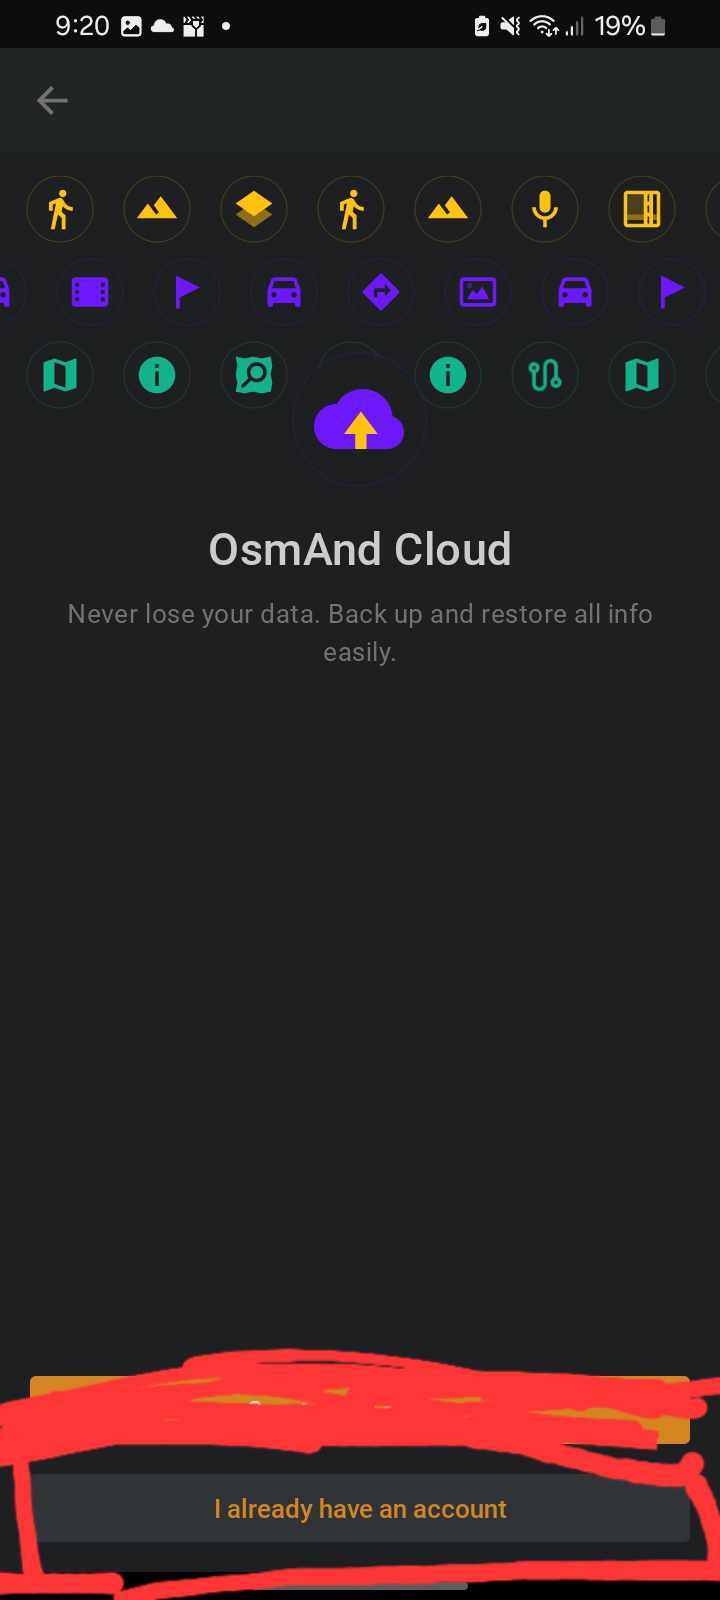 9:20
19%
OsmAnd Cloud
Never lose your data. Back up and restore all info
easily.
I already have an account